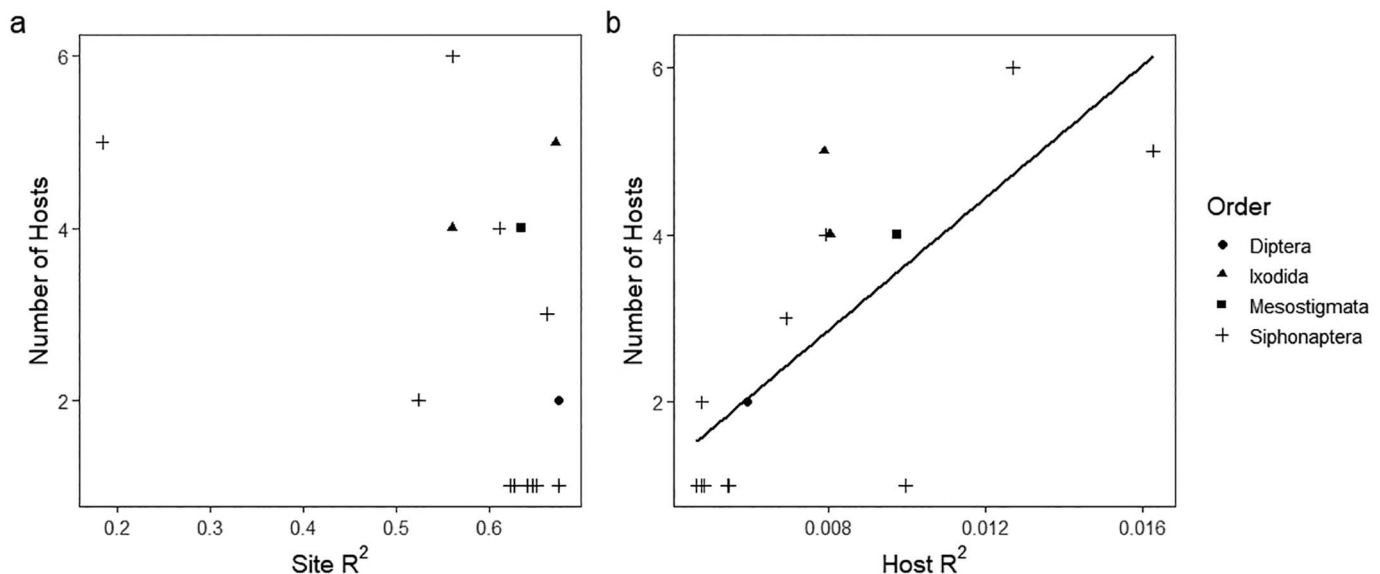 a
Number of Hosts
6
4
2
0.2 0.3 0.4 0.5 0.6
Site R²
b
Number of Hosts
6
4
2
0.008 0.012 0.016
Host R²
Order
Diptera
Ixodida
Mesostigmata
Siphonaptera